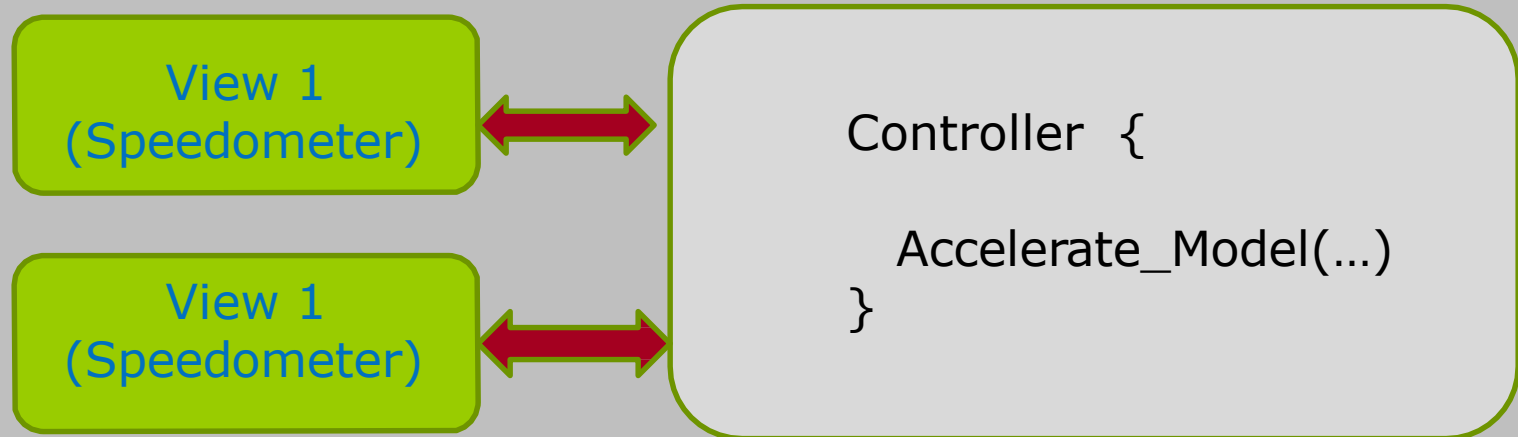 View 1
(Speedometer)
View 1
(Speedometer)
Controller {
Accelerate_Model(…)
}